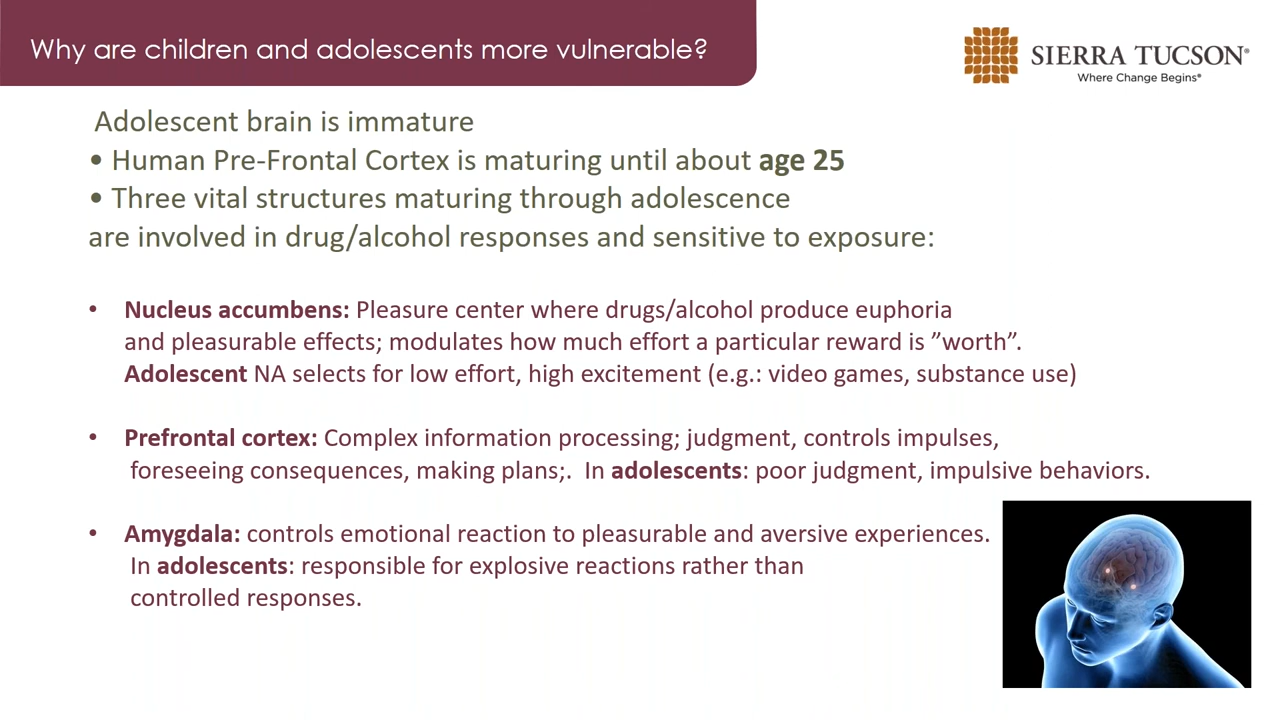 Why are children and adolescents more vulnerable?
SIERRA TUCSON®
Where Change Begins®
Adolescent brain is immature
• Human Pre-Frontal Cortex is maturing until about age 25
• Three vital structures maturing through adolescence
are involved in drug/alcohol responses and sensitive to exposure:
• Nucleus accumbens: Pleasure center where drugs/alcohol produce euphoria
and pleasurable effects; modulates how much effort a particular reward is ”worth”.
Adolescent NA selects for low effort, high excitement (e.g.: video games, substance use)
• Prefrontal cortex: Complex information processing; judgment, controls impulses,
foreseeing consequences, making plans;. In adolescents: poor judgment, impulsive behaviors.
• Amygdala: controls emotional reaction to pleasurable and aversive experiences.
In adolescents: responsible for explosive reactions rather than
controlled responses.